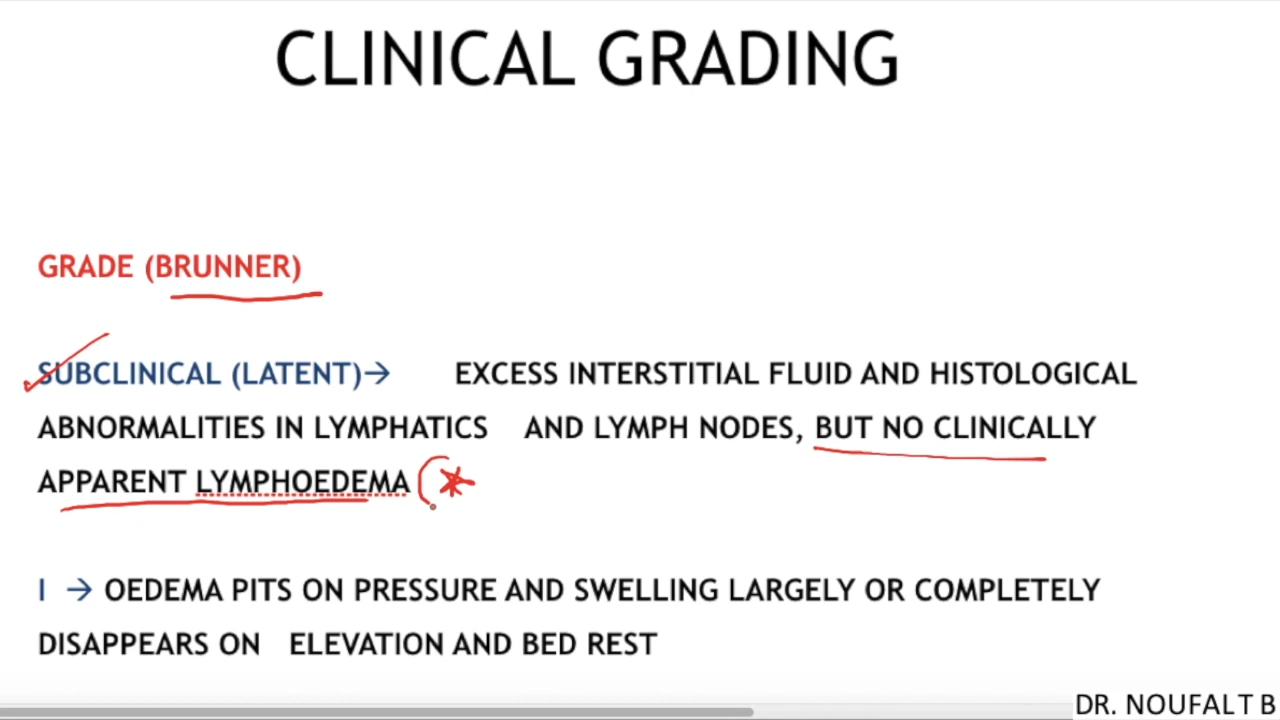 CLINICAL GRADING
GRADE (BRUNNER)
SUBCLINICAL (LATENT)→ EXCESS INTERSTITIAL FLUID AND HISTOLOGICAL
ABNORMALITIES IN LYMPHATICS AND LYMPH NODES, BUT NO CLINICALLY
APPARENT LYMPHOEDEMA (*
I → OEDEMA PITS ON PRESSURE AND SWELLING LARGELY OR COMPLETELY
DISAPPEARS ON ELEVATION AND BED REST
DR. NOUFALT B